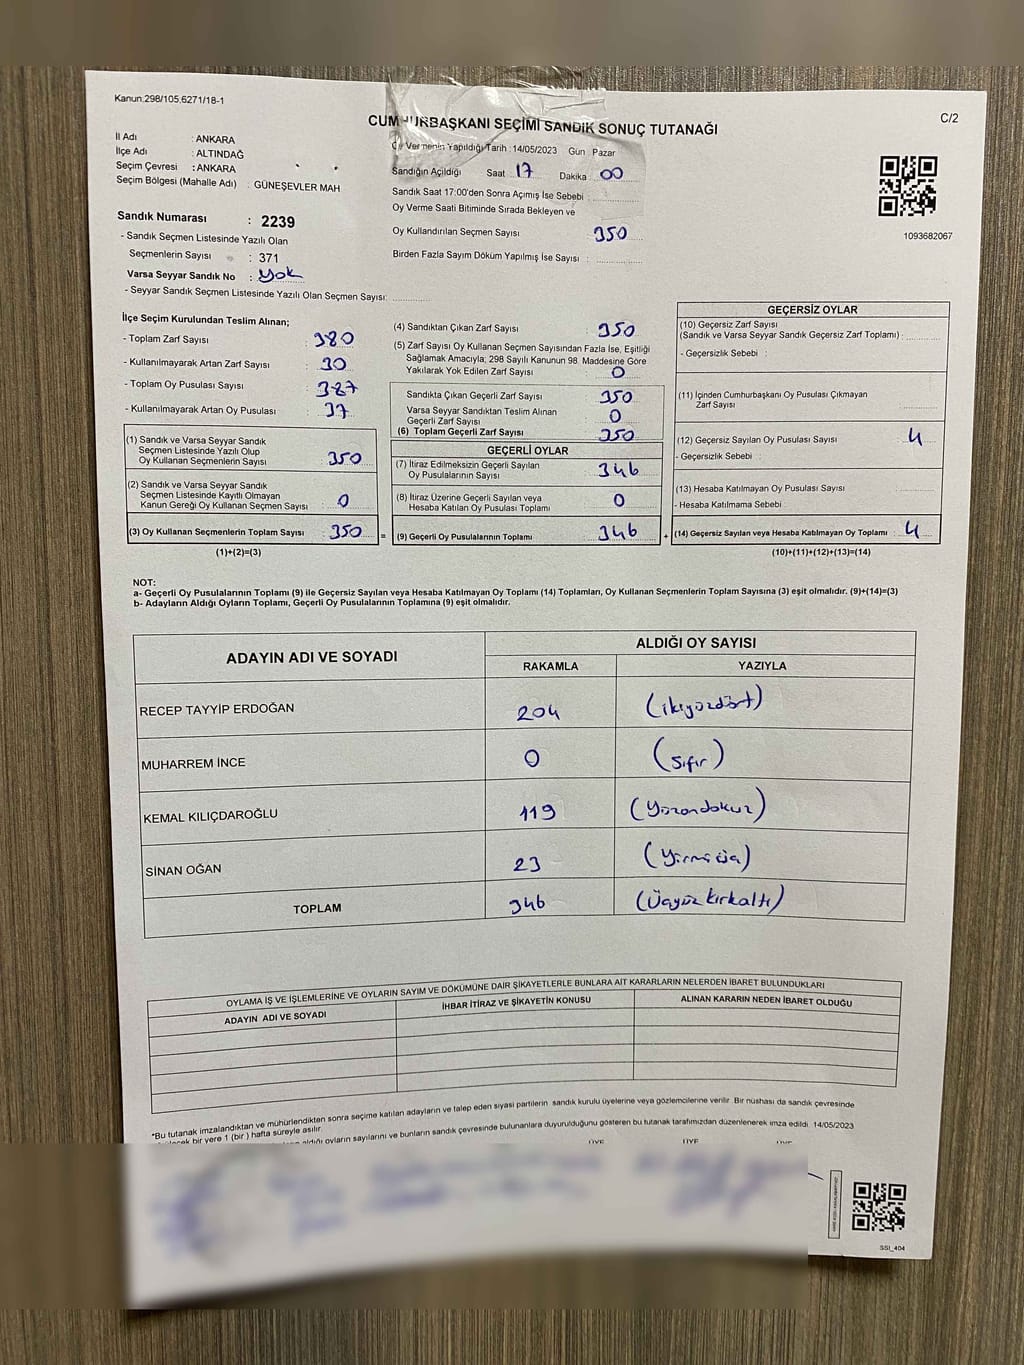 Kanun.298/105,6271/18-1
C/2
CUMHURBAŞKANI SEÇİMİ SANDIK SONUÇ TUTANAĞI
İl Adı : ANKARA
İlçe Adı : ALTINDAĞ
Seçim Çevresi : ANKARA
Seçim Bölgesi (Mahalle Adı) : GÜNEŞEVLER MAH
Oy Vermenin Yapıldığı Tarih :14/05/2023 Gün Pazar
Sandığın Açıldığı Saat 17 Dakika 00
Sandık Saat 17:00'den Sonra Açımış İse Sebebi :
Oy Verme Saati Bitiminde Sırada Bekleyen ve
Oy Kullandırılan Seçmen Sayısı : 350
Birden Fazla Sayım Döküm Yapılmış İse Sayısı :
1093682067
Sandık Numarası : 2239
- Sandık Seçmen Listesinde Yazılı Olan
Seçmenlerin Sayısı : 371
Varsa Seyyar Sandık No : Yok
- Seyyar Sandık Seçmen Listesinde Yazılı Olan Seçmen Sayısı:
İlçe Seçim Kurulundan Teslim Alınan;
- Toplam Zarf Sayısı : 380
- Kullanılmayarak Artan Zarf Sayısı : 30
- Toplam Oy Pusulası Sayısı : 387
- Kullanılmayarak Artan Oy Pusulası : 37
(1) Sandık ve Varsa Seyyar Sandık
Seçmen Listesinde Yazılı Olup
Oy Kullanan Seçmenlerin Sayısı : 350
(2) Sandık ve Varsa Seyyar Sandık
Seçmen Listesinde Kayıtlı Olmayan
Kanun Gereği Oy Kullanan Seçmen Sayısı : 0
(3) Oy Kullanan Seçmenlerin Toplam Sayısı : 350
(1)+(2)=(3)
(4) Sandıktan Çıkan Zarf Sayısı : 350
(5) Zarf Sayısı Oy Kullanan Seçmen Sayısından Fazla İse, Eşitliği
Sağlamak Amacıyla; 298 Sayılı Kanunun 98. Maddesine Göre
Yakılarak Yok Edilen Zarf Sayısı : 0
Sandıkta Çıkan Geçerli Zarf Sayısı : 350
Varsa Seyyar Sandıktan Teslim Alınan
Geçerli Zarf Sayısı : 0
(6) Toplam Geçerli Zarf Sayısı : 350
GEÇERLİ OYLAR
(7) İtiraz Edilmeksizin Geçerli Sayılan
Oy Pusulalarının Sayısı : 346
(8) İtiraz Üzerine Geçerli Sayılan veya
Hesaba Katılan Oy Pusulası Toplamı : 0
= (9) Geçerli Oy Pusulalarının Toplamı : 346 +
GEÇERSİZ OYLAR
(10) Geçersiz Zarf Sayısı
(Sandık ve Varsa Seyyar Sandık Geçersiz Zarf Toplamı) :
- Geçersizlik Sebebi :
(11) İçinden Cumhurbaşkanı Oy Pusulası Çıkmayan
Zarf Sayısı
(12) Geçersiz Sayılan Oy Pusulası Sayısı : 4
- Geçersizlik Sebebi :
(13) Hesaba Katılmayan Oy Pusulası Sayısı :
- Hesaba Katılmama Sebebi :
(14) Geçersiz Sayılan veya Hesaba Katılmayan Oy Toplamı : 4
(10)+(11)+(12)+(13)=(14)
NOT:
a- Geçerli Oy Pusulalarının Toplamı (9) ile Geçersiz Sayılan veya Hesaba Katılmayan Oy Toplamı (14) Toplamları, Oy Kullanan Seçmenlerin Toplam Sayısına (3) eşit olmalıdır. (9)+(14)=(3)
b- Adayların Aldığı Oyların Toplamı, Geçerli Oy Pusulalarının Toplamına (9) eşit olmalıdır.
ADAYIN ADI VE SOYADI
ALDIĞI OY SAYISI
RAKAMLA YAZIYLA
RECEP TAYYİP ERDOĞAN 204 (ikiyüzdört)
MUHARREM İNCE 0 (Sıfır)
KEMAL KILIÇDAROĞLU 119 (Yüzondokuz)
SİNAN OĞAN 23 (Yirmiüç)
TOPLAM 346 (Üçyüzkırkaltı)
OYLAMA İŞ VE İŞLEMLERİNE VE OYLARIN SAYIM VE DÖKÜMÜNE DAİR ŞİKAYETLERLE BUNLARA AİT KARARLARIN NELERDEN İBARET BULUNDUKLARI
ADAYIN ADI VE SOYADI İHBAR İTİRAZ VE ŞİKAYETİN KONUSU ALINAN KARARIN NEDEN İBARET OLDUĞU
*Bu tutanak imzalandıktan ve mühürlendikten sonra seçime katılan adayların ve talep eden siyasi partilerin sandık kurulu üyelerine veya gözlemcilerine verilir. Bir nüshası da sandık çevresinde
bir yere 1 (bir ) hafta süreyle asılır.
aldığı oyların sayılarını ve bunların sandık çevresinde bulunanlara duyurulduğunu gösteren bu tutanak tarafımızdan düzenlenerek imza edildi. 14/05/2023
ÜYE ÜYE ÜYE
SSI_404